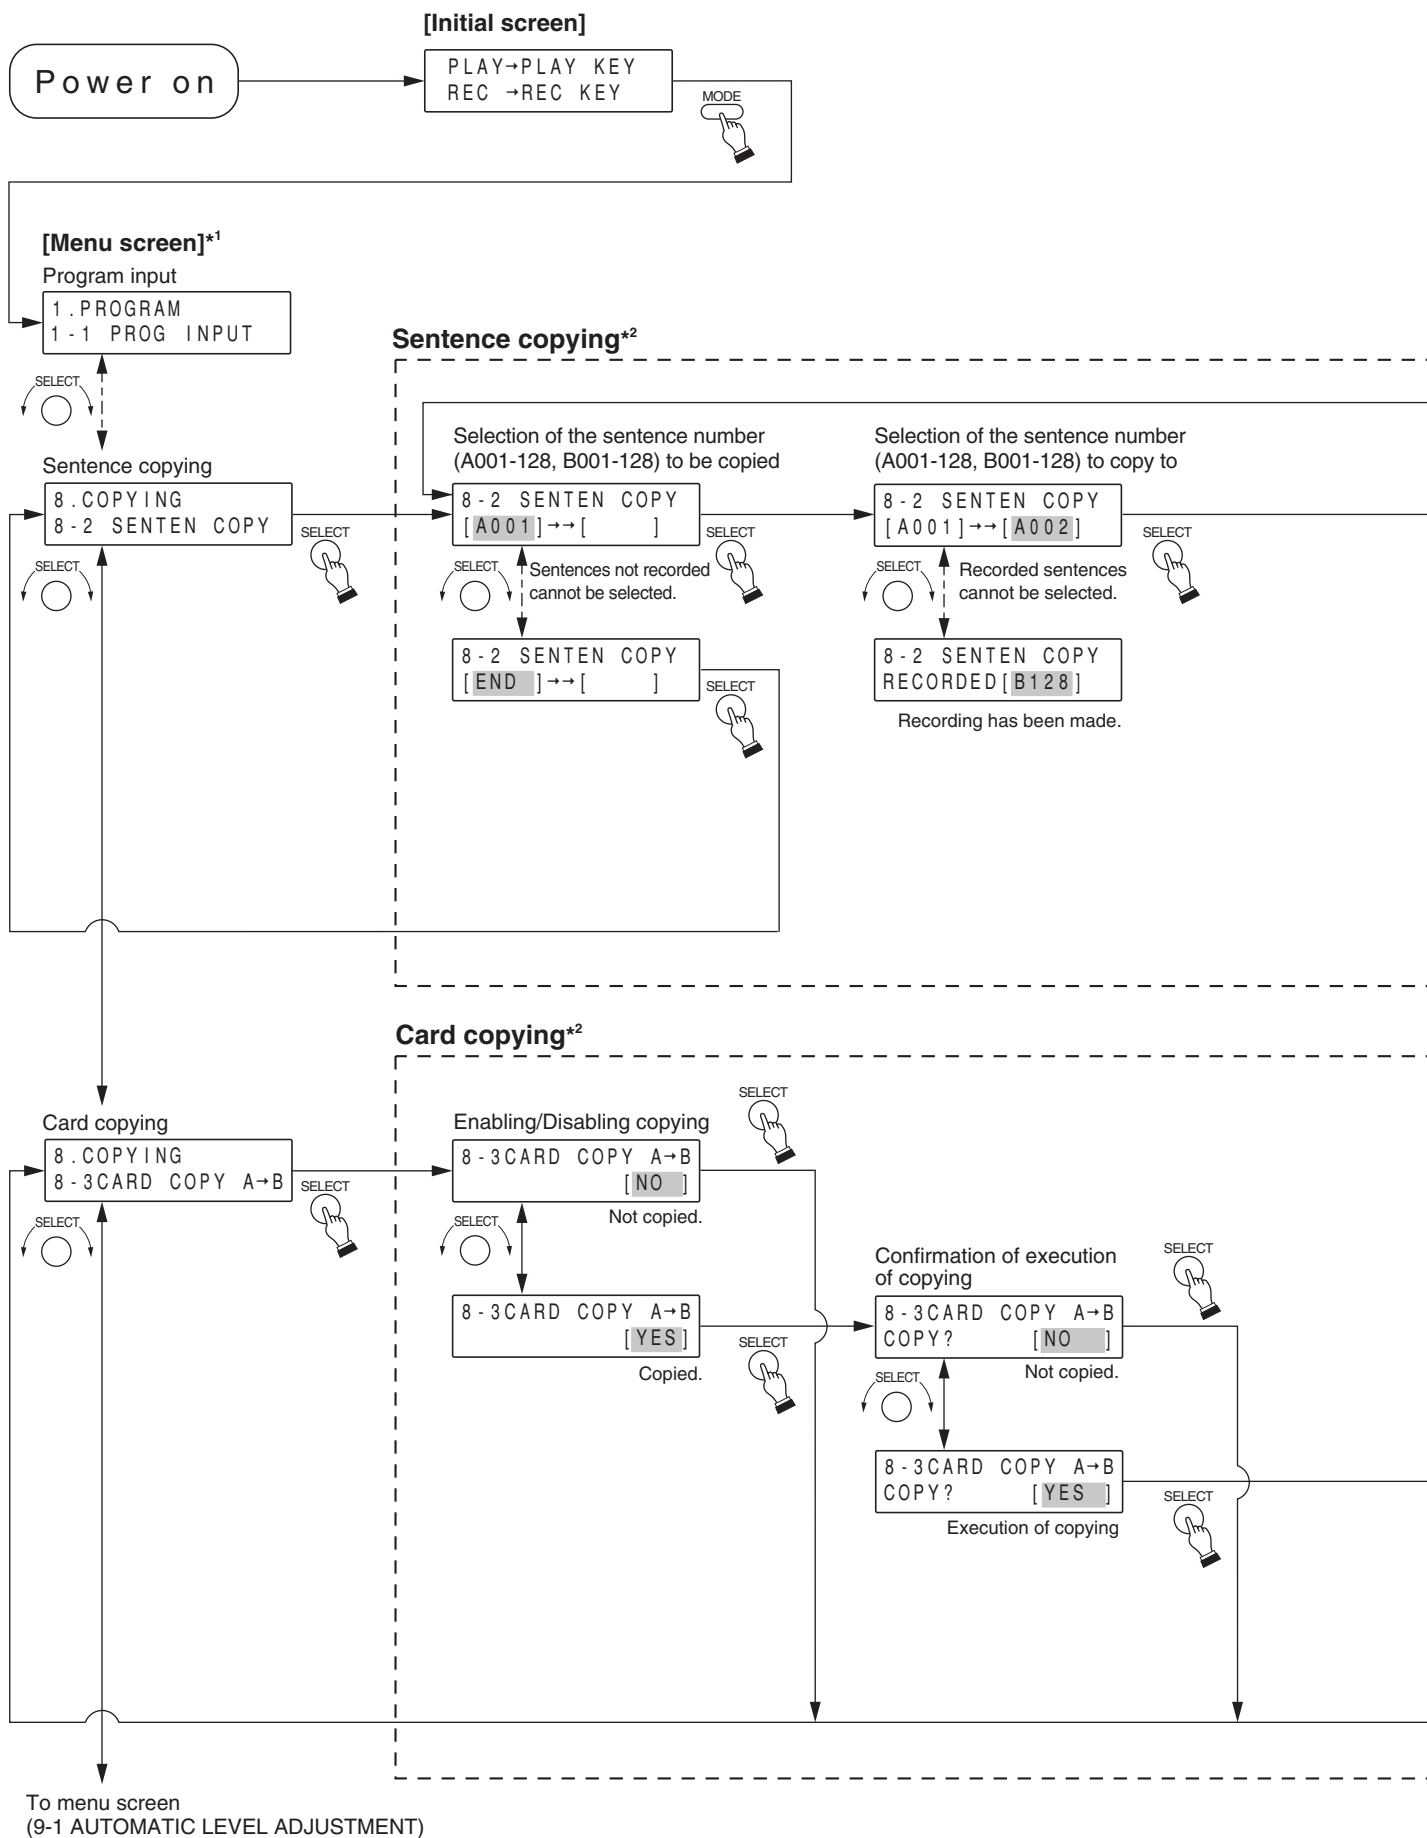 [Initial screen]
Power on
PLAY→PLAY KEY
REC →REC KEY
MODE
[Menu screen]*1
Program input
1.PROGRAM
1-1 PROG INPUT
SELECT
Sentence copying*2
Selection of the sentence number
(A001-128, B001-128) to be copied
Selection of the sentence number
(A001-128, B001-128) to copy to
Sentence copying
8.COPYING
8-2 SENTEN COPY
SELECT
SELECT
8-2 SENTEN COPY
[A001]→→[    ]
SELECT
SELECT
Sentences not recorded
cannot be selected.
8-2 SENTEN COPY
[END ]→→[    ]
SELECT
8-2 SENTEN COPY
[A001]→→[A002]
SELECT
SELECT
Recorded sentences
cannot be selected.
8-2 SENTEN COPY
RECORDED[B128]
Recording has been made.
Card copying*2
Card copying
8.COPYING
8-3CARD COPY A→B
SELECT
SELECT
Enabling/Disabling copying
SELECT
8-3CARD COPY A→B
[NO ]
Not copied.
SELECT
8-3CARD COPY A→B
[YES]
Copied.
SELECT
Confirmation of execution
of copying
SELECT
8-3CARD COPY A→B
COPY? [NO ]
Not copied.
SELECT
8-3CARD COPY A→B
COPY? [YES ]
Execution of copying
SELECT
To menu screen
(9-1 AUTOMATIC LEVEL ADJUSTMENT)